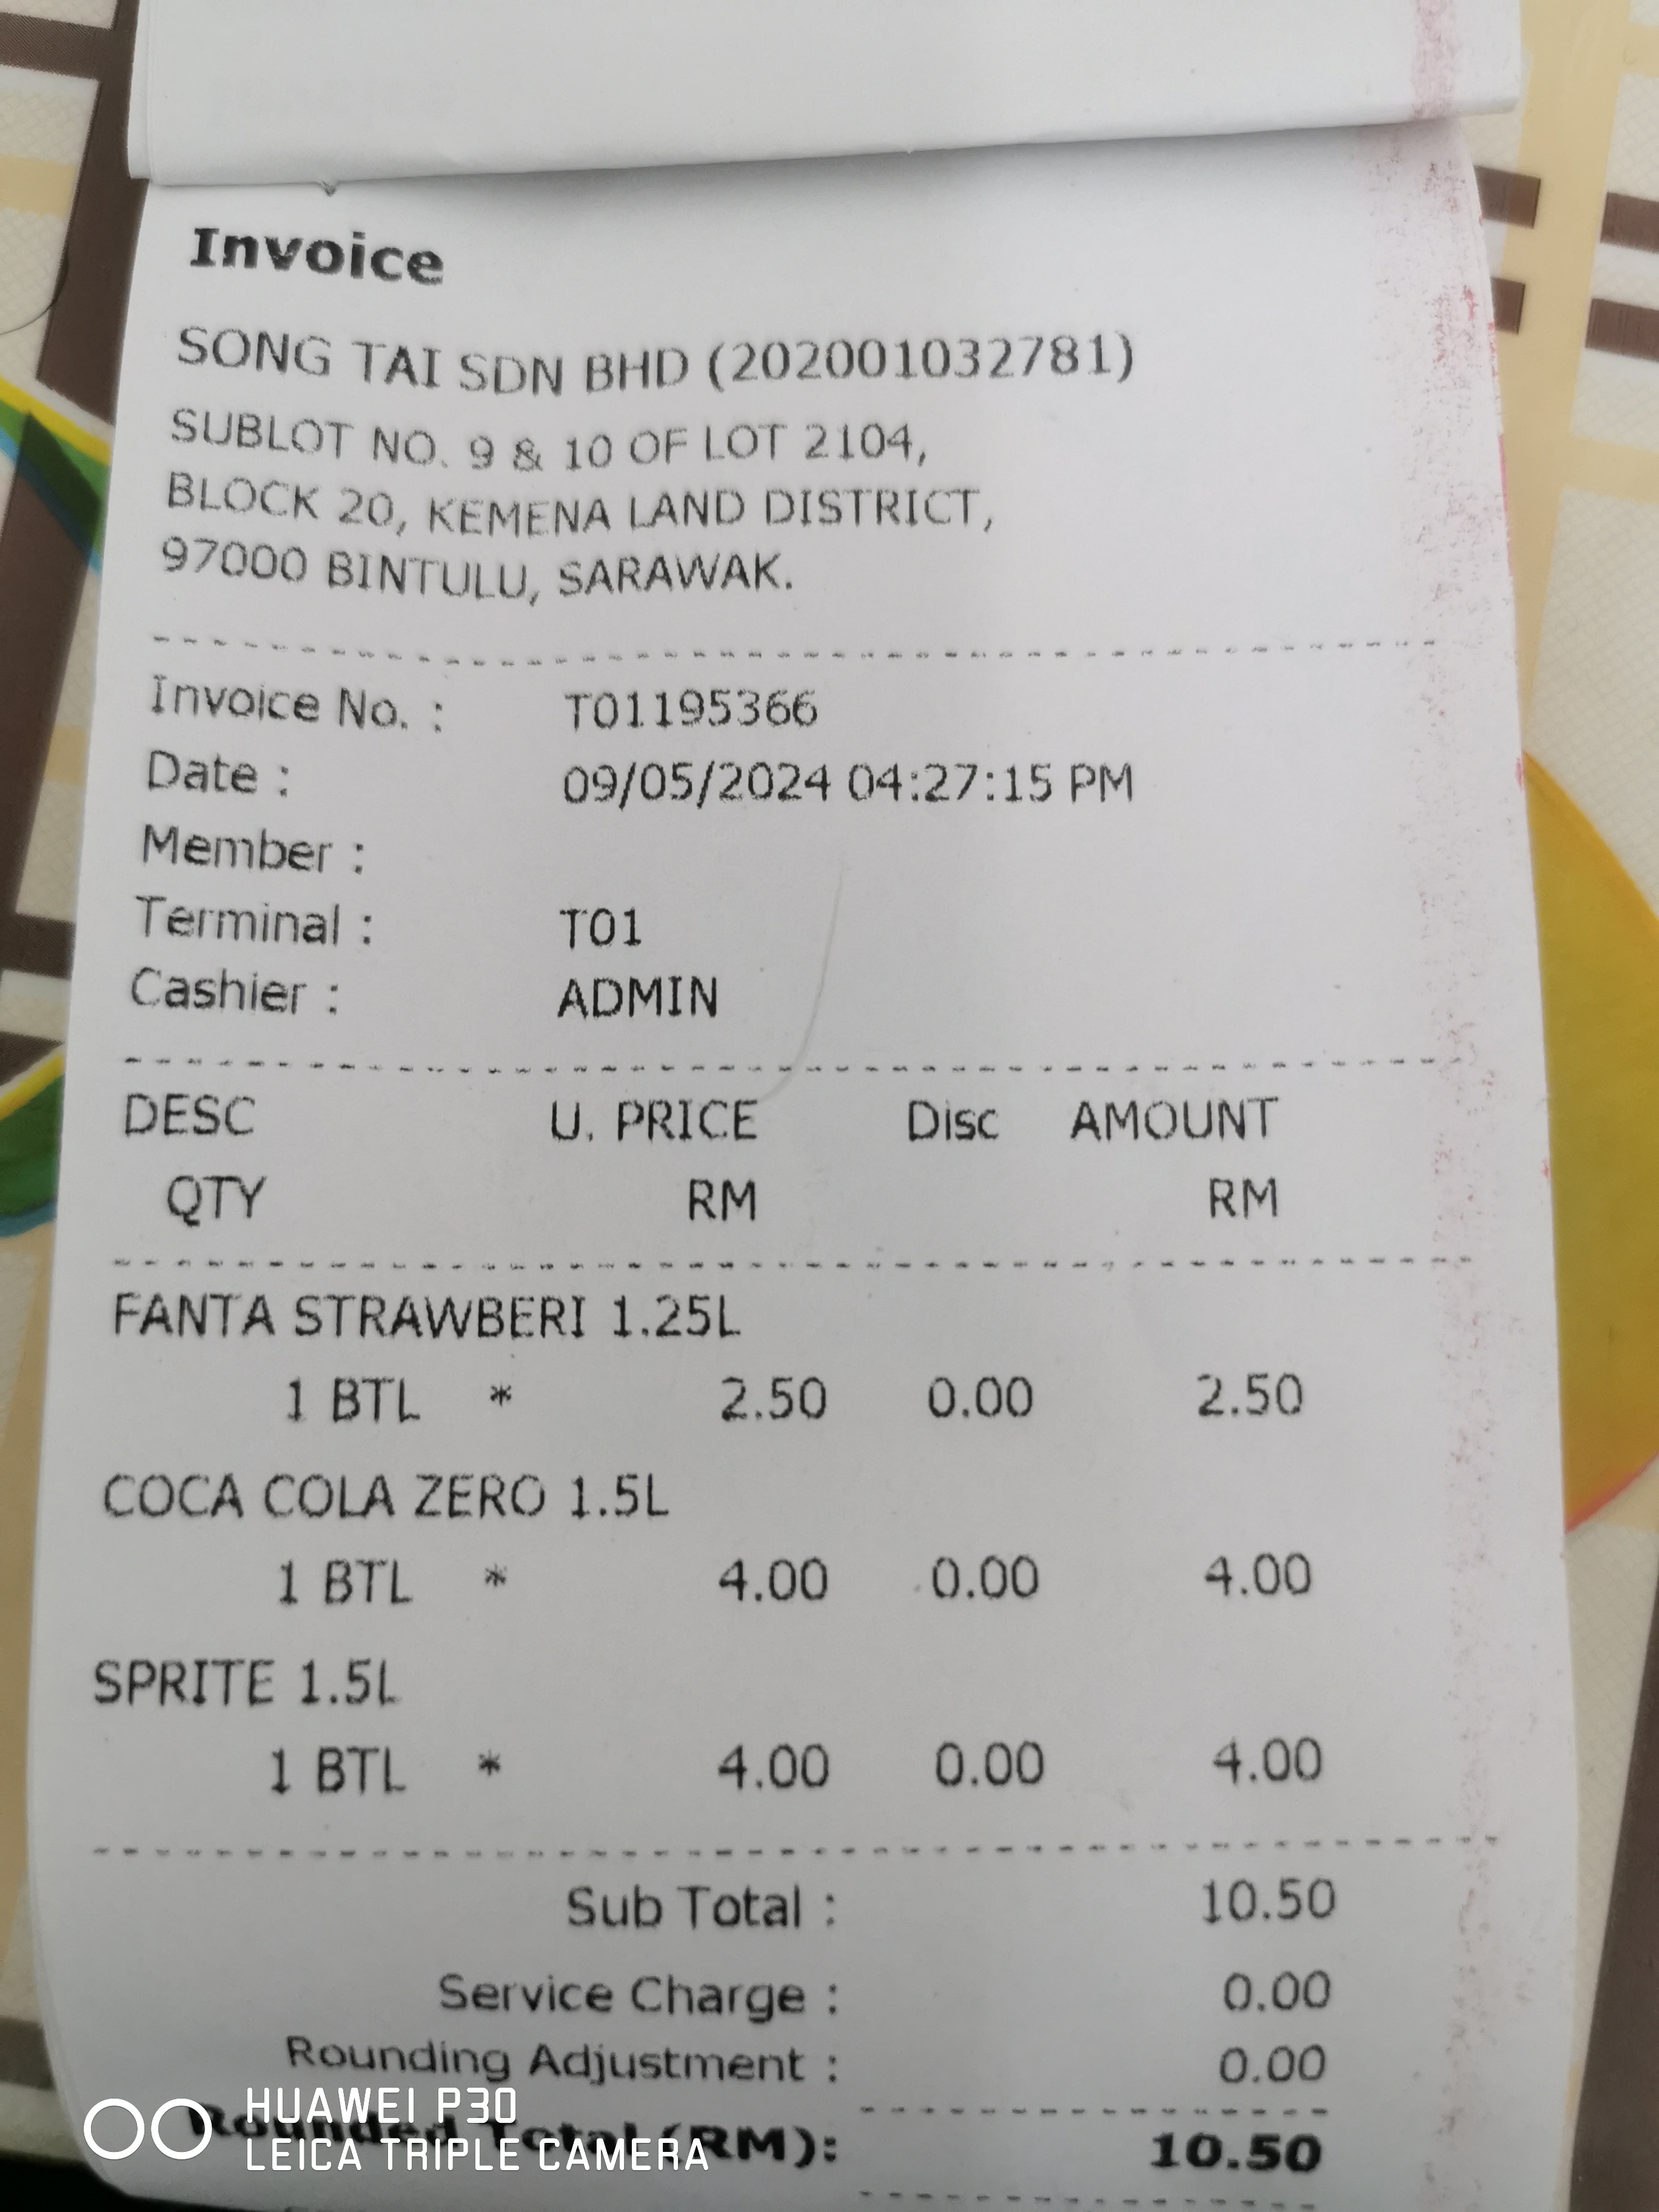 Invoice
SONG TAI SDN BHD (202001032781)
SUBLOT NO. 9 & 10 OF LOT 2104,
BLOCK 20, KEMENA LAND DISTRICT,
97000 BINTULU, SARAWAK.
Invoice No. : T01195366
Date : 09/05/2024 04:27:15 PM
Member :
Terminal : T01
Cashier : ADMIN
DESC U. PRICE Disc AMOUNT
QTY RM RM
FANTA STRAWBERI 1.25L
1 BTL * 2.50 0.00 2.50
COCA COLA ZERO 1.5L
1 BTL * 4.00 0.00 4.00
SPRITE 1.5L
1 BTL * 4.00 0.00 4.00
Sub Total : 10.50
Service Charge : 0.00
Rounding Adjustment : 0.00
Rounded Total (RM): 10.50
HUAWEI P30
LEICA TRIPLE CAMERA